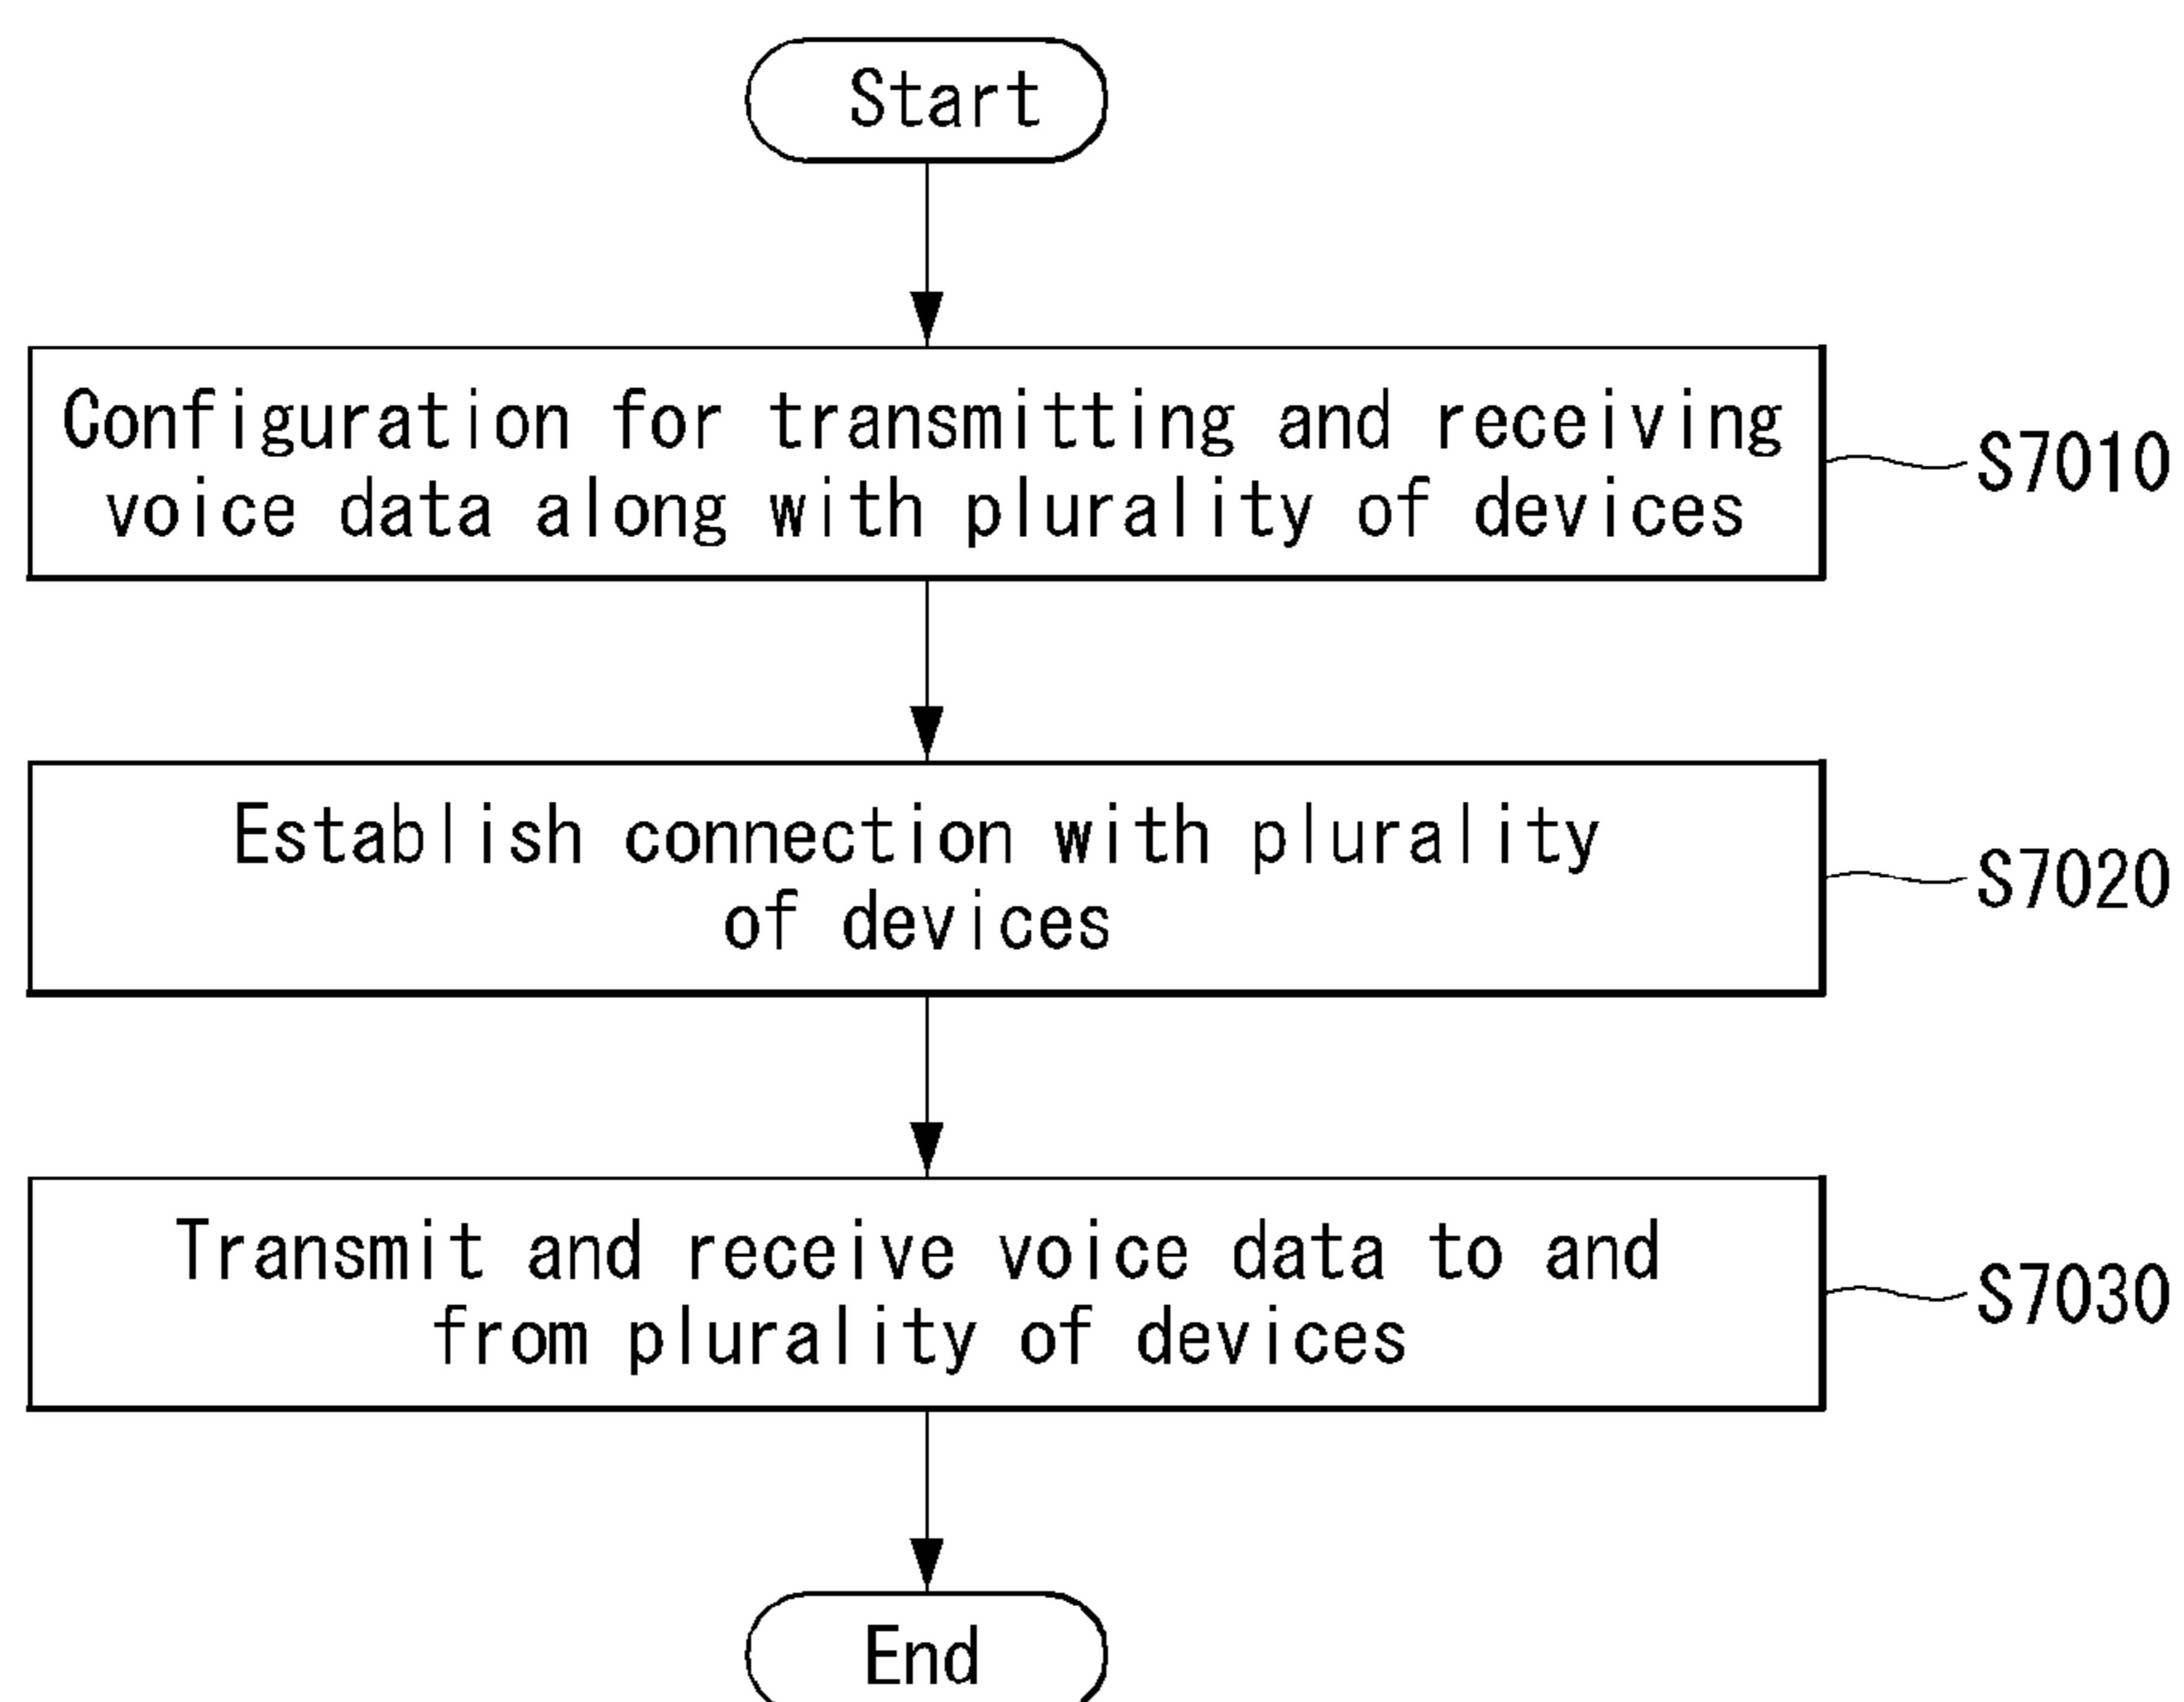 Start
Configuration for transmitting and receiving
voice data along with plurality of devices
S7010
Establish connection with plurality
of devices
S7020
Transmit and receive voice data to and
from plurality of devices
S7030
End